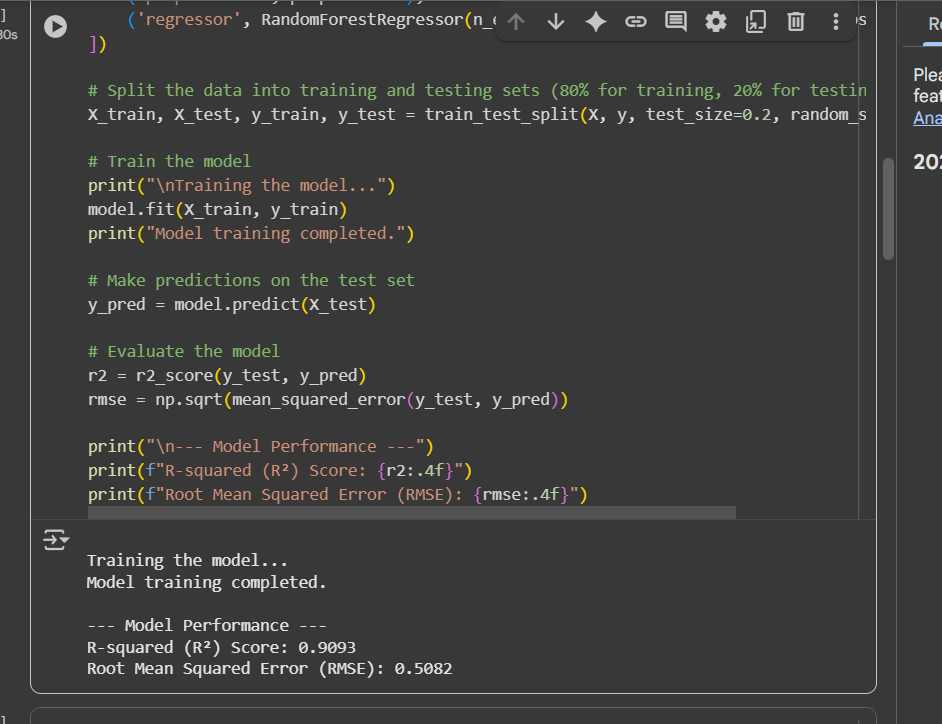 ]
30s
('regressor', RandomForestRegressor(n_e
])
# Split the data into training and testing sets (80% for training, 20% for testin
X_train, X_test, y_train, y_test = train_test_split(X, y, test_size=0.2, random_s
# Train the model
print("\nTraining the model...")
model.fit(X_train, y_train)
print("Model training completed.")
# Make predictions on the test set
y_pred = model.predict(X_test)
# Evaluate the model
r2 = r2_score(y_test, y_pred)
rmse = np.sqrt(mean_squared_error(y_test, y_pred))
print("\n--- Model Performance ---")
print(f"R-squared (R²) Score: {r2:.4f}")
print(f"Root Mean Squared Error (RMSE): {rmse:.4f}")
Training the model...
Model training completed.
--- Model Performance ---
R-squared (R²) Score: 0.9093
Root Mean Squared Error (RMSE): 0.5082
Re
Plea
feat
Ana
202